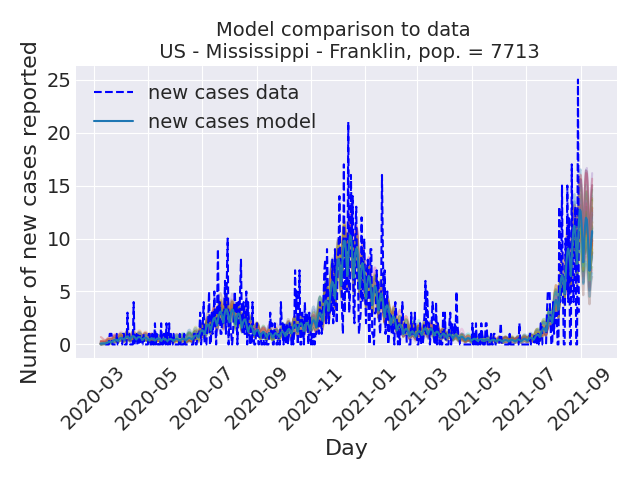 Model comparison to data
US - Mississippi - Franklin, pop. = 7713
Number of new cases reported
25
20
15
10
5
0
new cases data
new cases model
2020-03
2020-05
2020-07
2020-09
2020-11
2021-01
2021-03
2021-05
2021-07
2021-09
Day